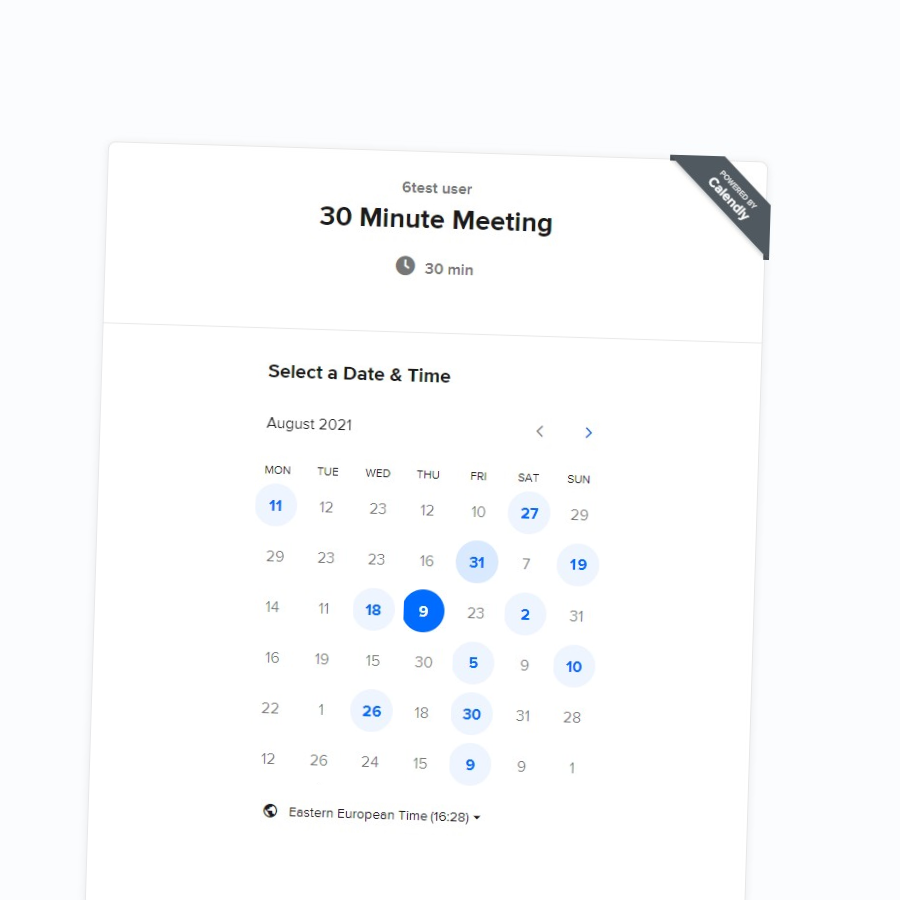 POWERED BY
Calendly
6test user
30 Minute Meeting
30 min
Select a Date & Time
August 2021
MON TUE WED THU FRI SAT SUN
11 12 23 12 10 27 29
29 23 23 16 31 7 19
14 11 18 9 23 2 31
16 19 15 30 5 9 10
22 1 26 18 30 31 28
12 26 24 15 9 9 1
Eastern European Time (16:28)